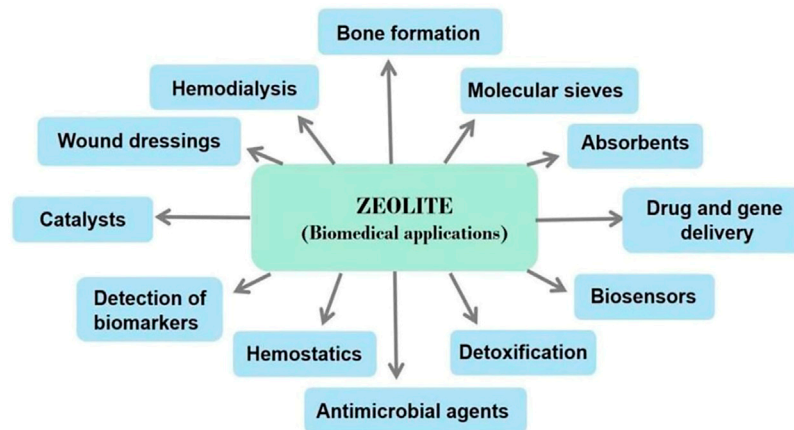 Bone formation
Hemodialysis
Molecular sieves
Wound dressings
Absorbents
ZEOLITE
(Biomedical applications)
Catalysts
Drug and gene
delivery
Detection of
biomarkers
Biosensors
Hemostatics
Detoxification
Antimicrobial agents